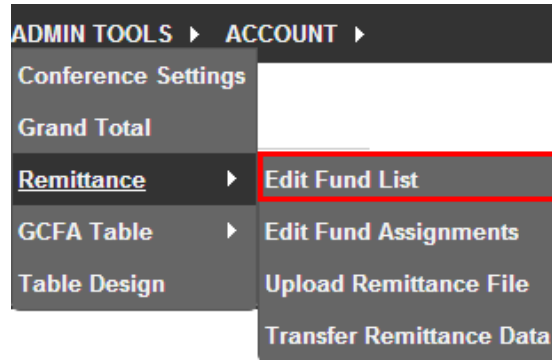 ADMIN TOOLS ACCOUNT
Conference Settings
Grand Total
Remittance
GCFA Table
Table Design
Edit Fund List
Edit Fund Assignments
Upload Remittance File
Transfer Remittance Data